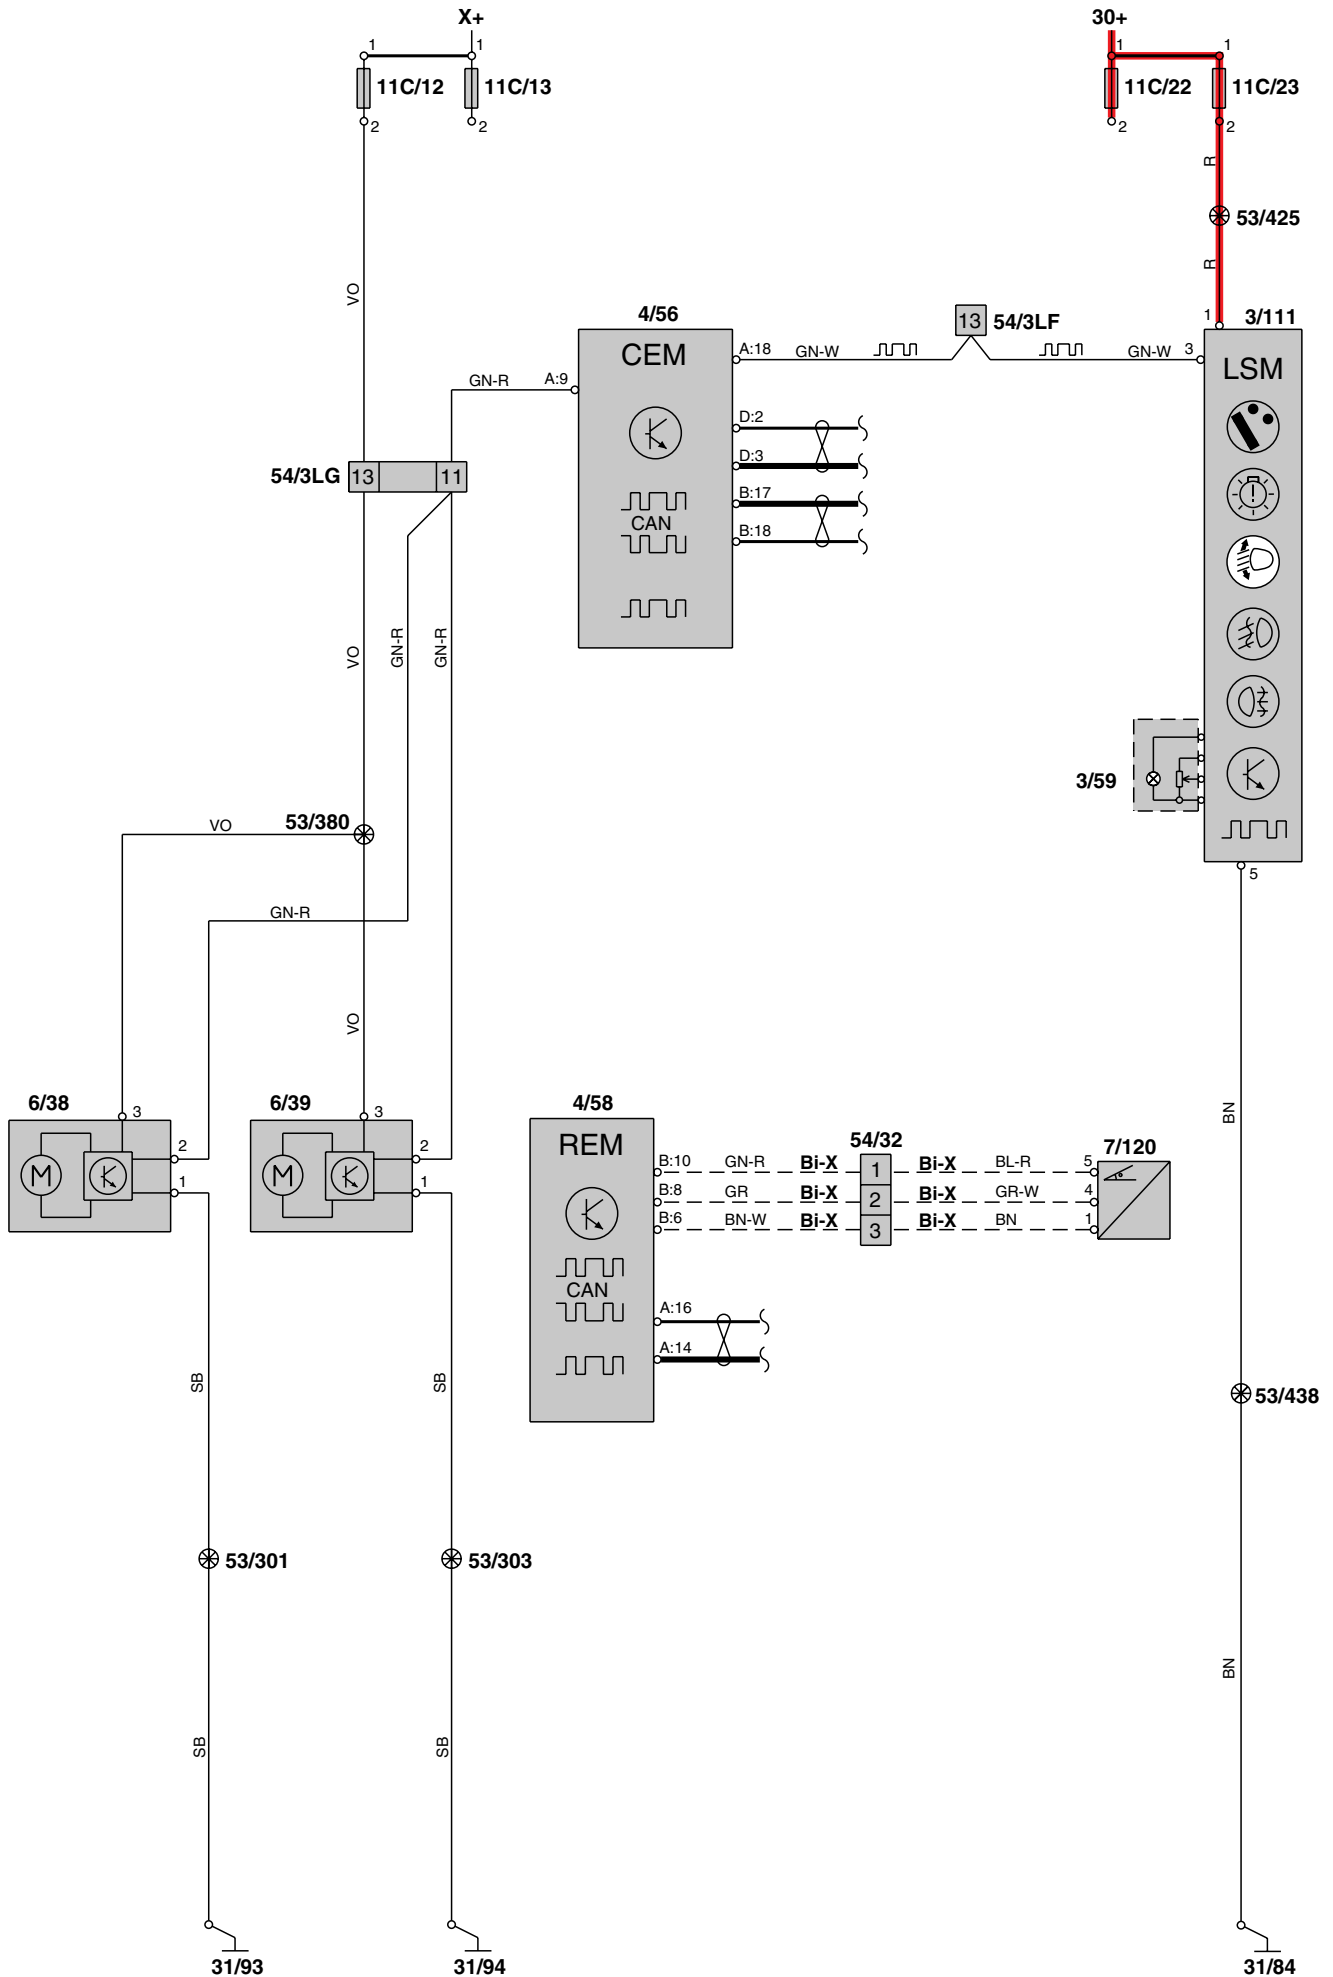 X+ 30+
1 1 1 1
11C/12 11C/13 11C/22 11C/23
2 2 2 2
R
53/425
R
VO
4/56 13 54/3LF 1 3/111
CEM A:18 GN-W GN-W 3 LSM
GN-R A:9
D:2
D:3
54/3LG 13 11
B:17
CAN
B:18
VO GN-R GN-R
3/59
VO 53/380
5
GN-R
VO
6/38 3 6/39 3 4/58 BN
REM 54/32 7/120
M 2 1 M 2 1
B:10 GN-R Bi-X 1 Bi-X BL-R 5
B:8 GR Bi-X 2 Bi-X GR-W 4
B:6 BN-W Bi-X 3 Bi-X BN 1
CAN
A:16
A:14
SB SB
53/438
53/301 53/303
BN
SB SB
31/93 31/94 31/84